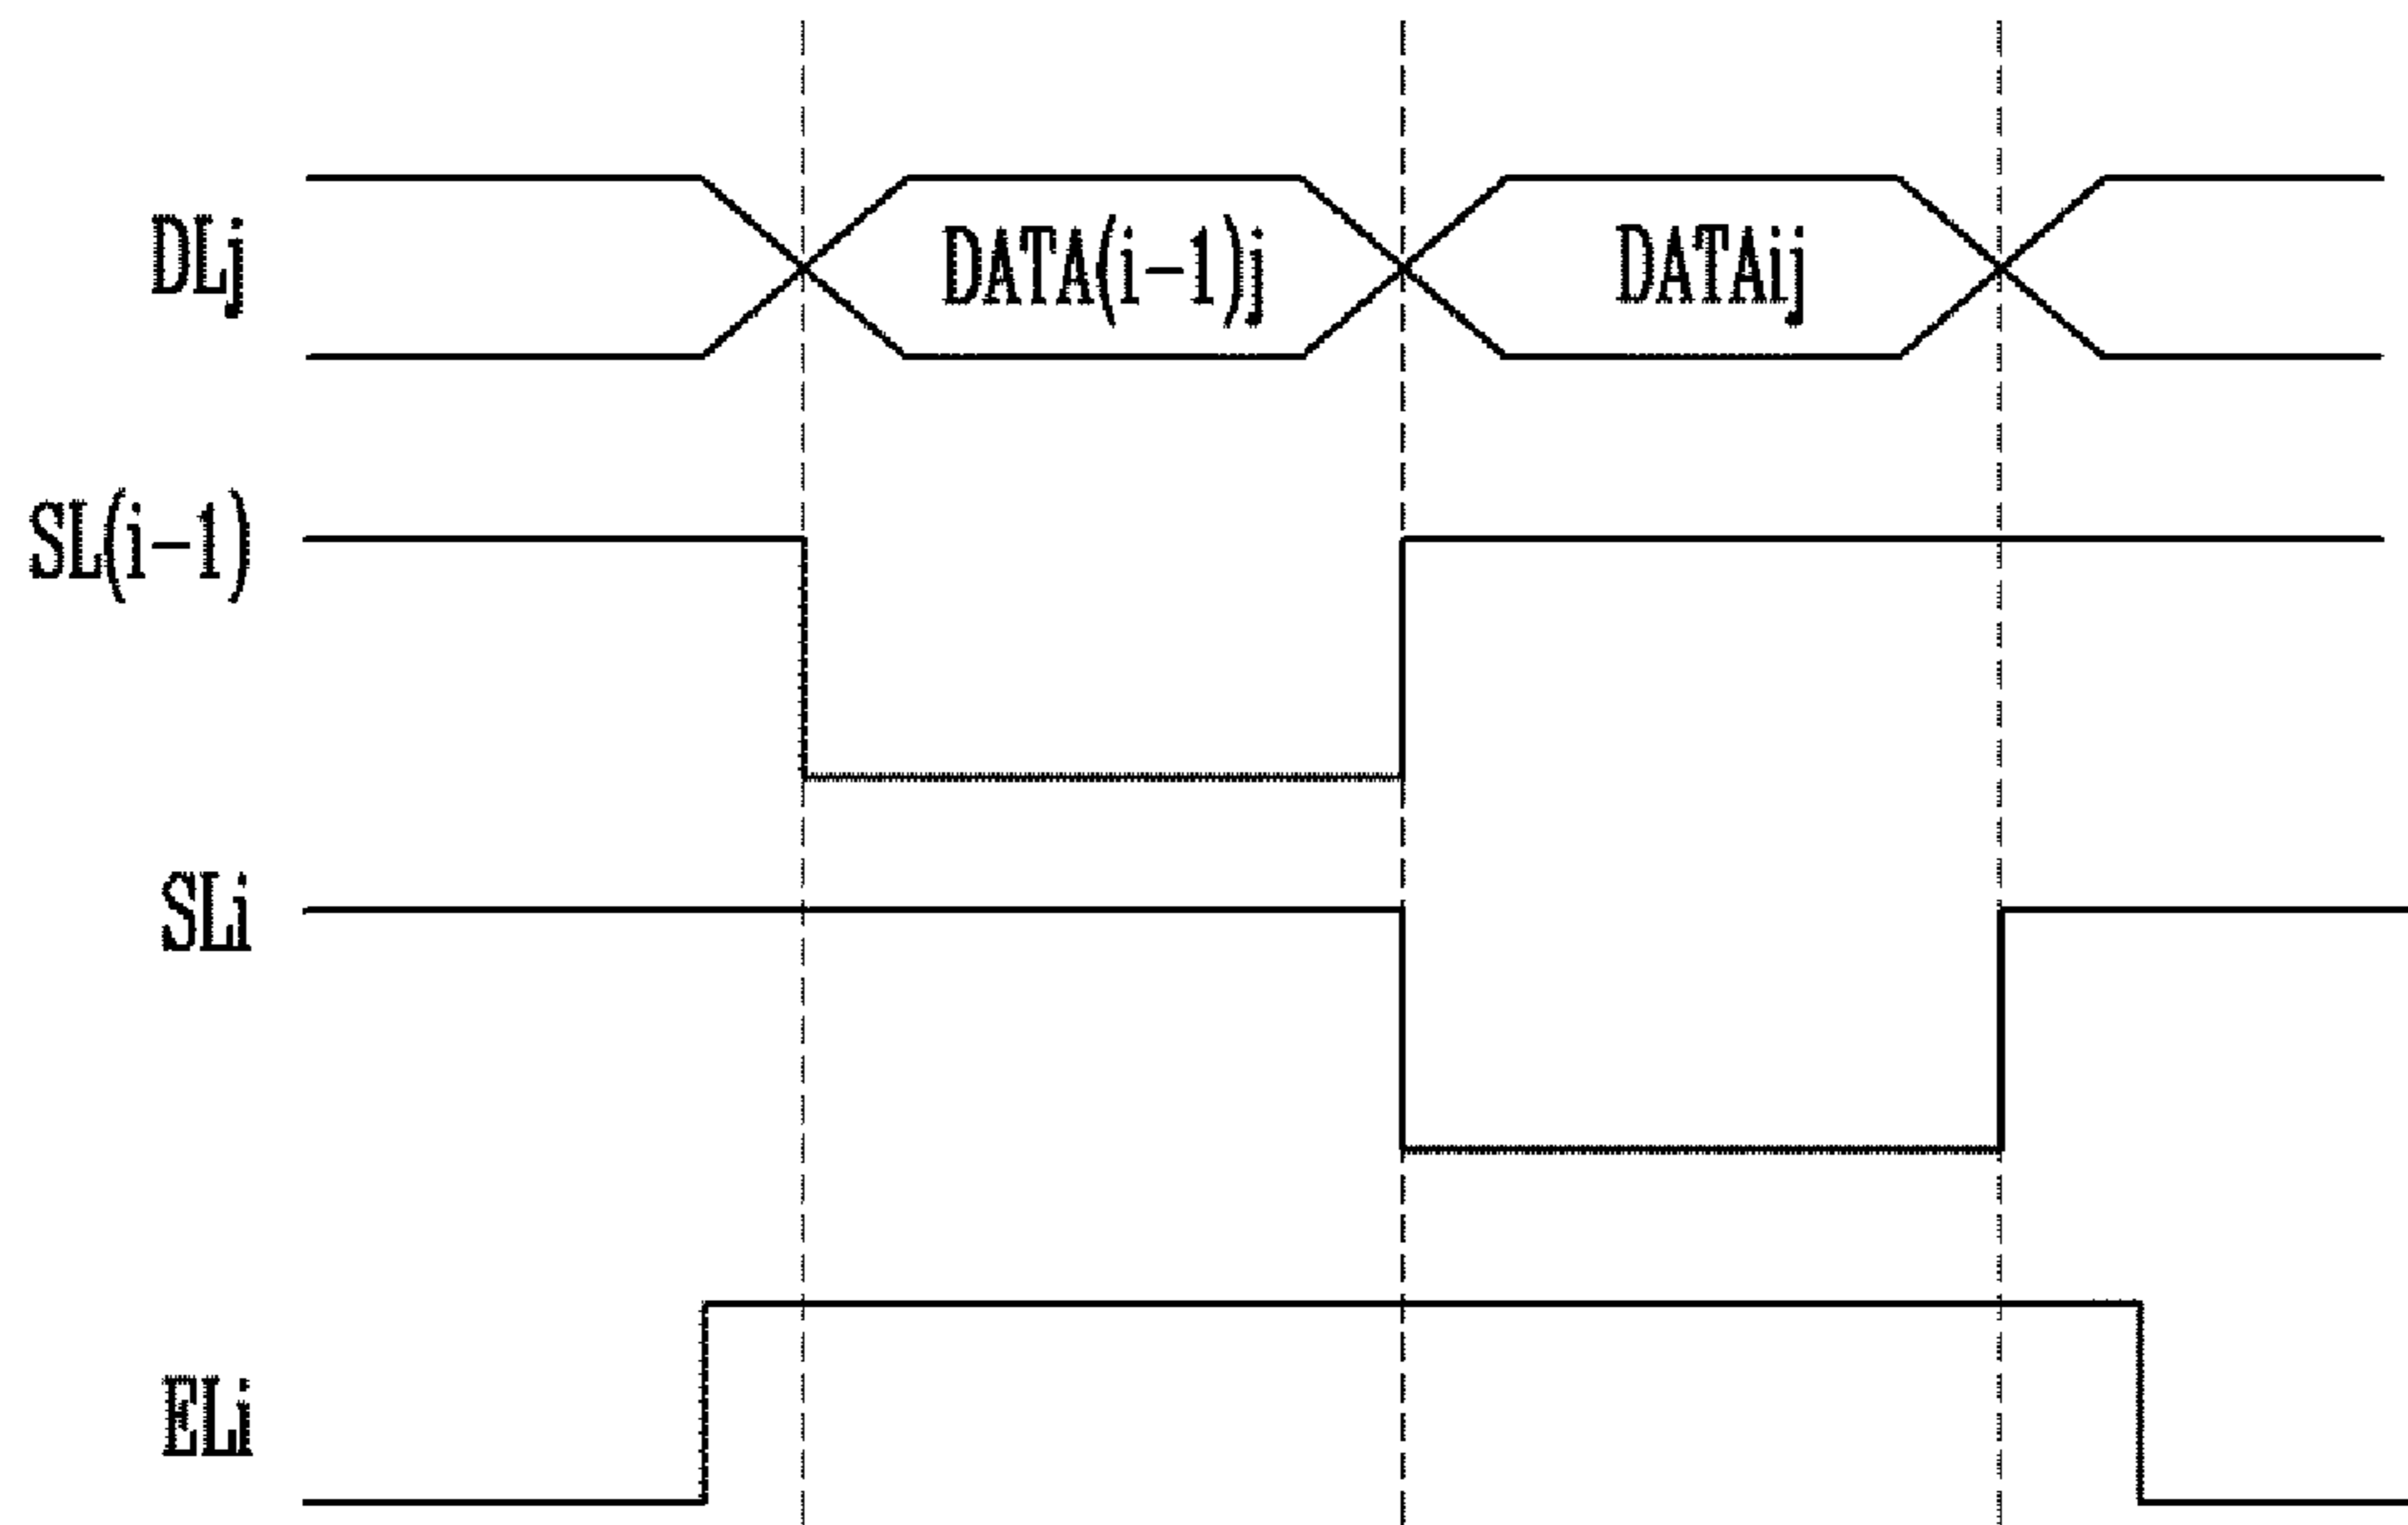 DLj
DATA(i-1)j
DATAij
SL(i-1)
SLi
ELi